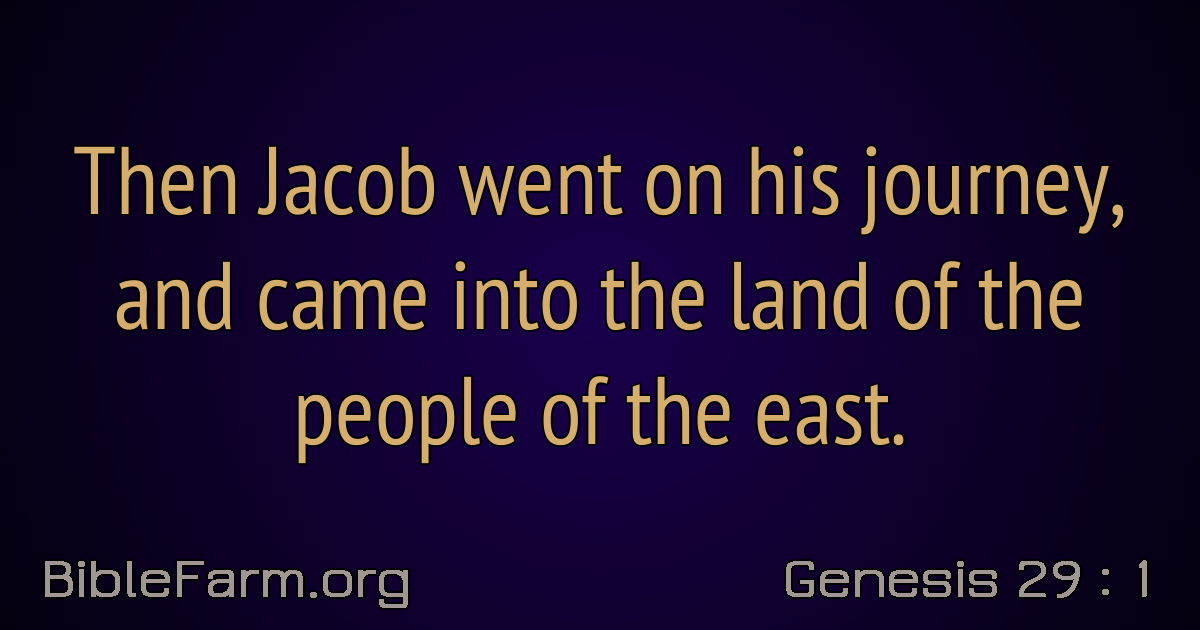 Then Jacob went on his journey,
and came into the land of the
people of the east.
BibleFarm.org
Genesis 29 : 1